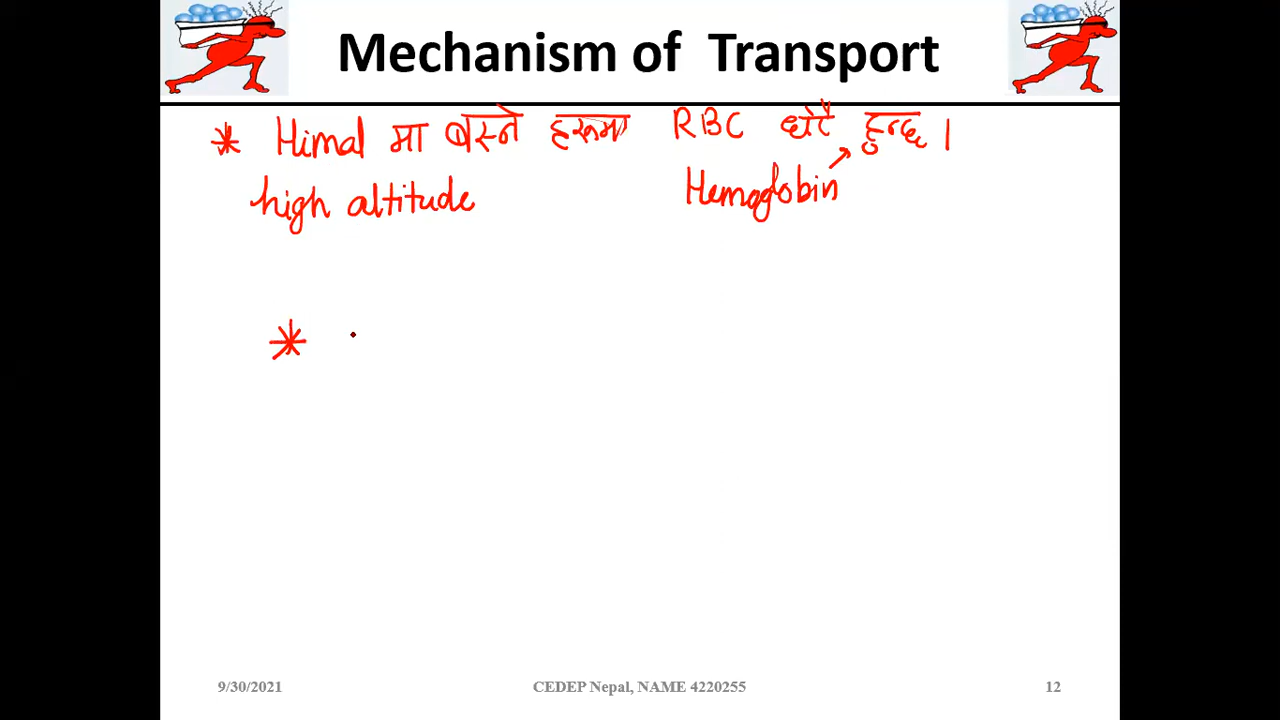 Mechanism of Transport
* Himal मा बस्ने हरूमा RBC धेरै हुन्छ ।
high altitude Hemoglobin
*
9/30/2021 CEDEP Nepal, NAME 4220255 12